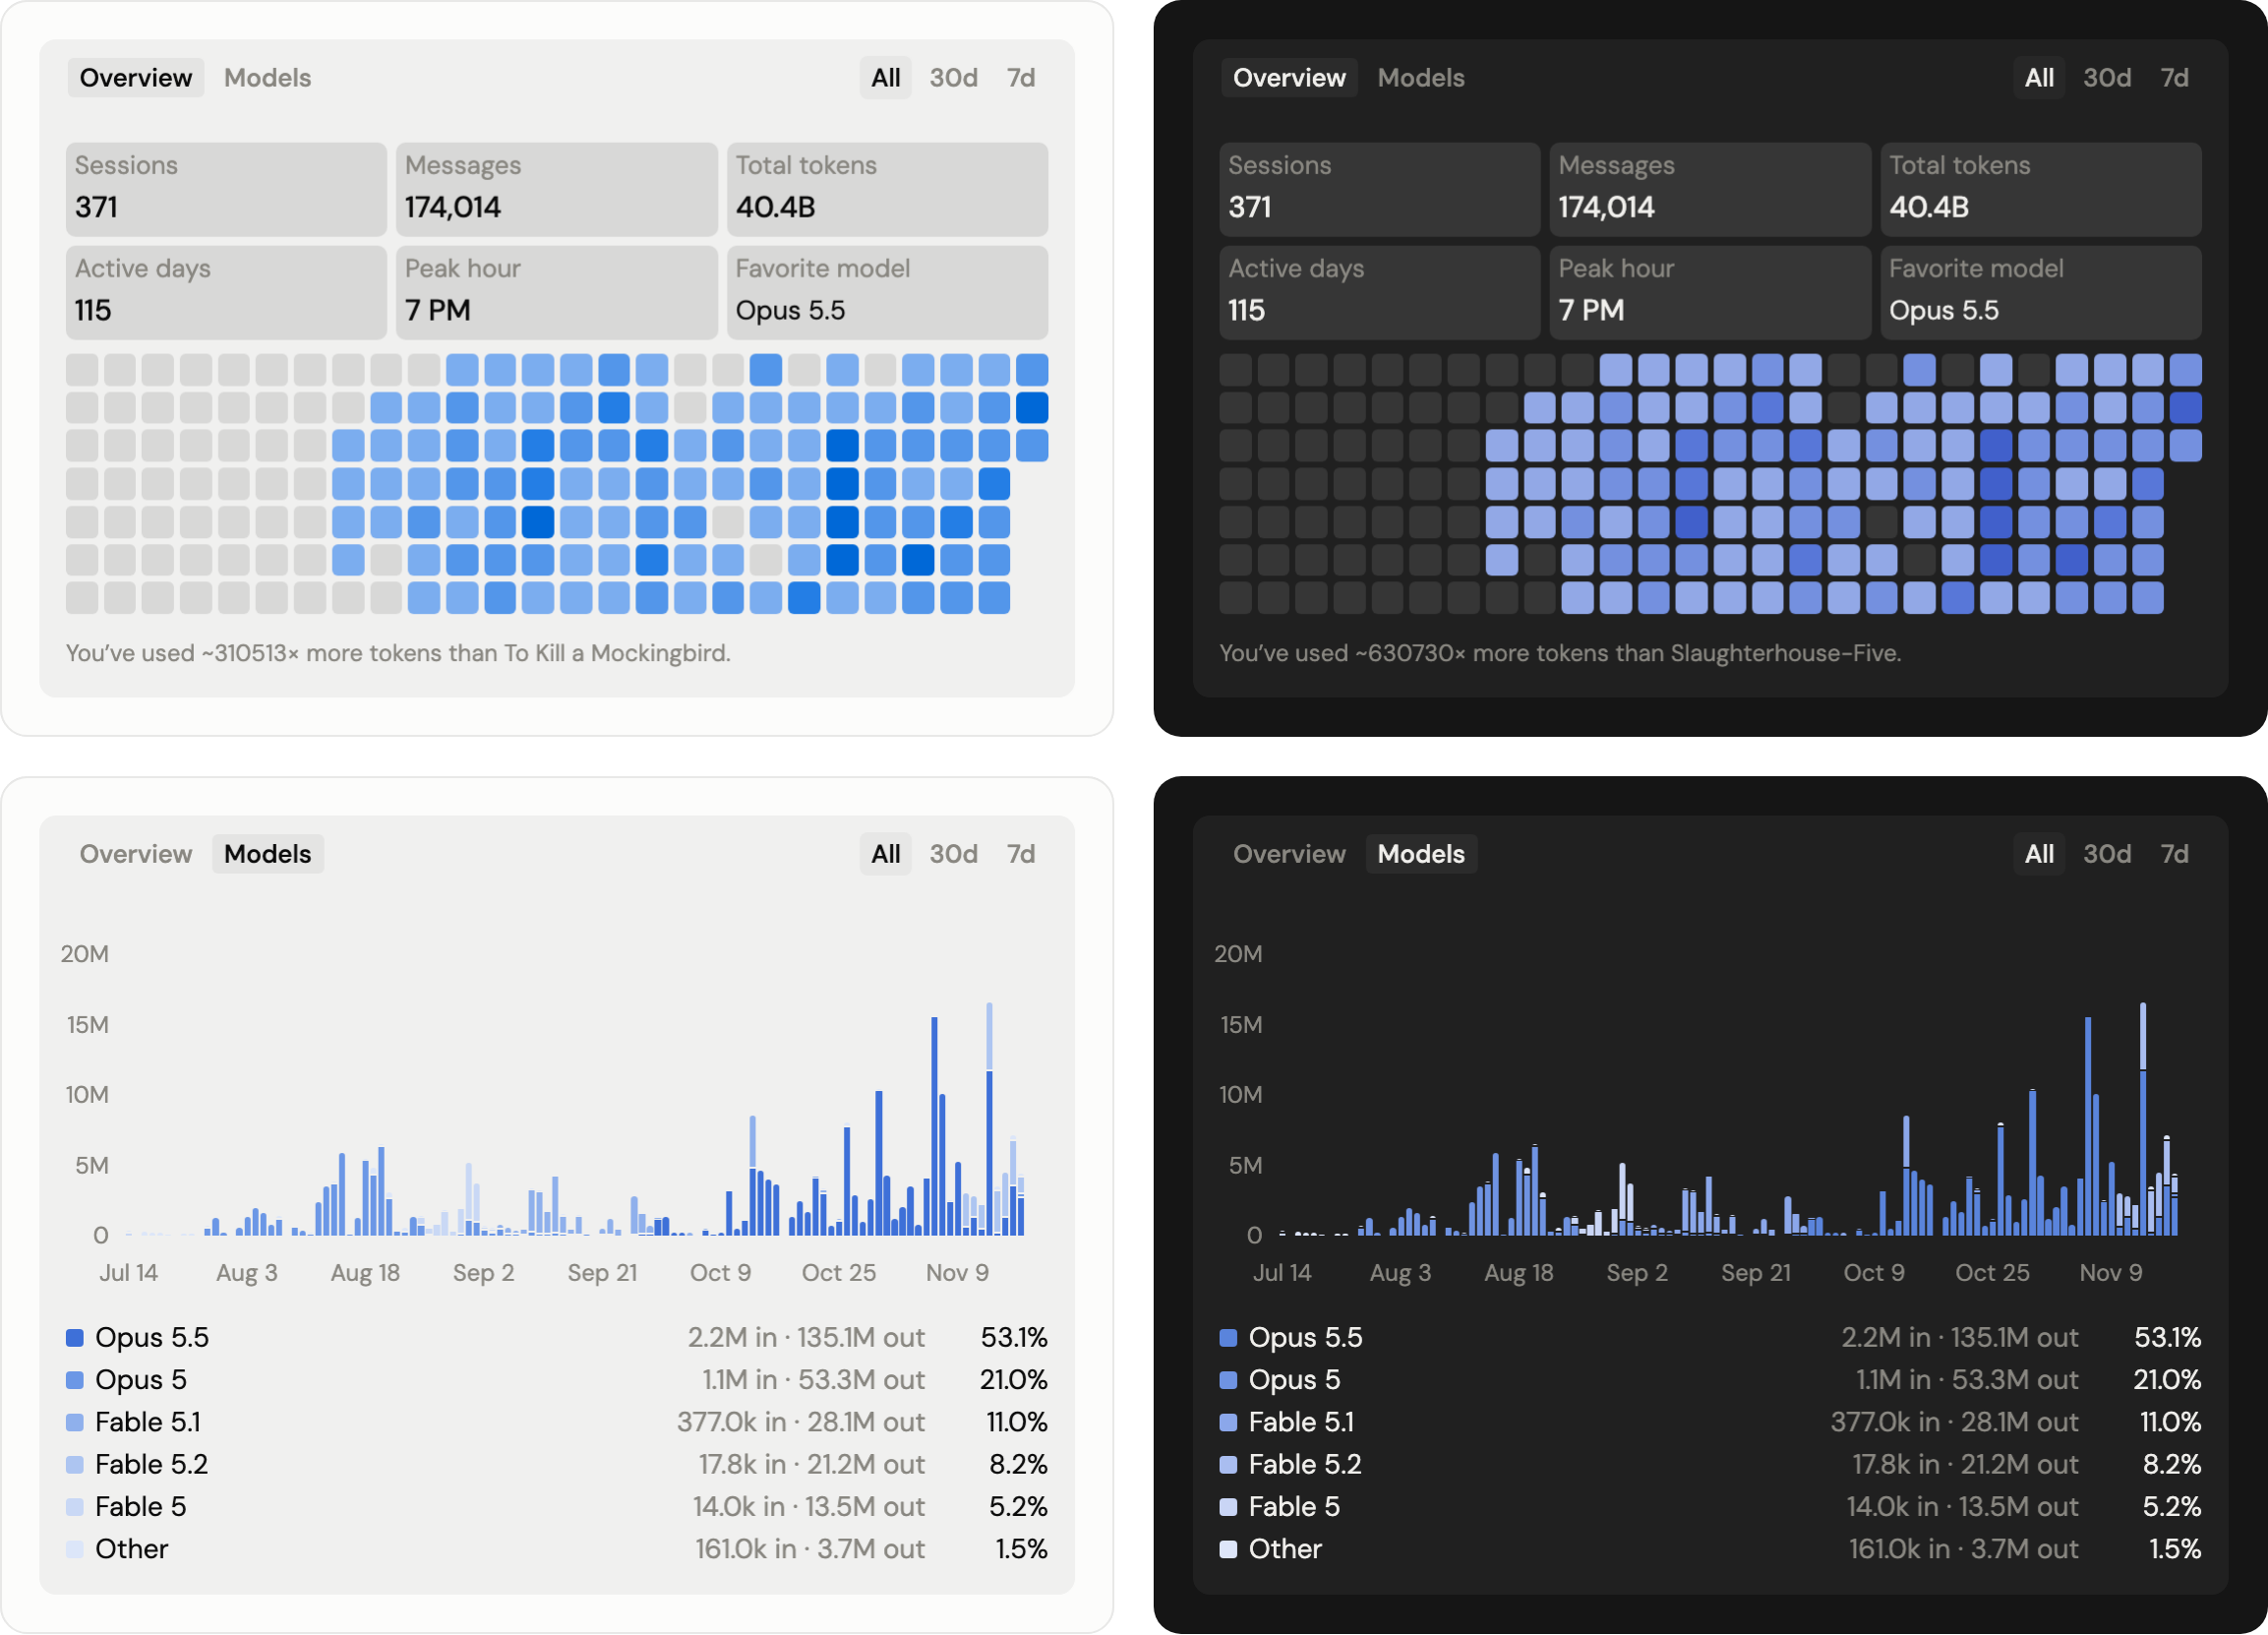 Overview Models All 30d 7d
Sessions Messages Total tokens
371 174,014 40.4B
Active days Peak hour Favorite model
115 7 PM Opus 5.5
You've used ~310513× more tokens than To Kill a Mockingbird.
Overview Models All 30d 7d
Sessions Messages Total tokens
371 174,014 40.4B
Active days Peak hour Favorite model
115 7 PM Opus 5.5
You've used ~630730× more tokens than Slaughterhouse-Five.
Overview Models All 30d 7d
20M
15M
10M
5M
0
Jul 14 Aug 3 Aug 18 Sep 2 Sep 21 Oct 9 Oct 25 Nov 9
Opus 5.5 2.2M in · 135.1M out 53.1%
Opus 5 1.1M in · 53.3M out 21.0%
Fable 5.1 377.0k in · 28.1M out 11.0%
Fable 5.2 17.8k in · 21.2M out 8.2%
Fable 5 14.0k in · 13.5M out 5.2%
Other 161.0k in · 3.7M out 1.5%
Overview Models All 30d 7d
20M
15M
10M
5M
0
Jul 14 Aug 3 Aug 18 Sep 2 Sep 21 Oct 9 Oct 25 Nov 9
Opus 5.5 2.2M in · 135.1M out 53.1%
Opus 5 1.1M in · 53.3M out 21.0%
Fable 5.1 377.0k in · 28.1M out 11.0%
Fable 5.2 17.8k in · 21.2M out 8.2%
Fable 5 14.0k in · 13.5M out 5.2%
Other 161.0k in · 3.7M out 1.5%